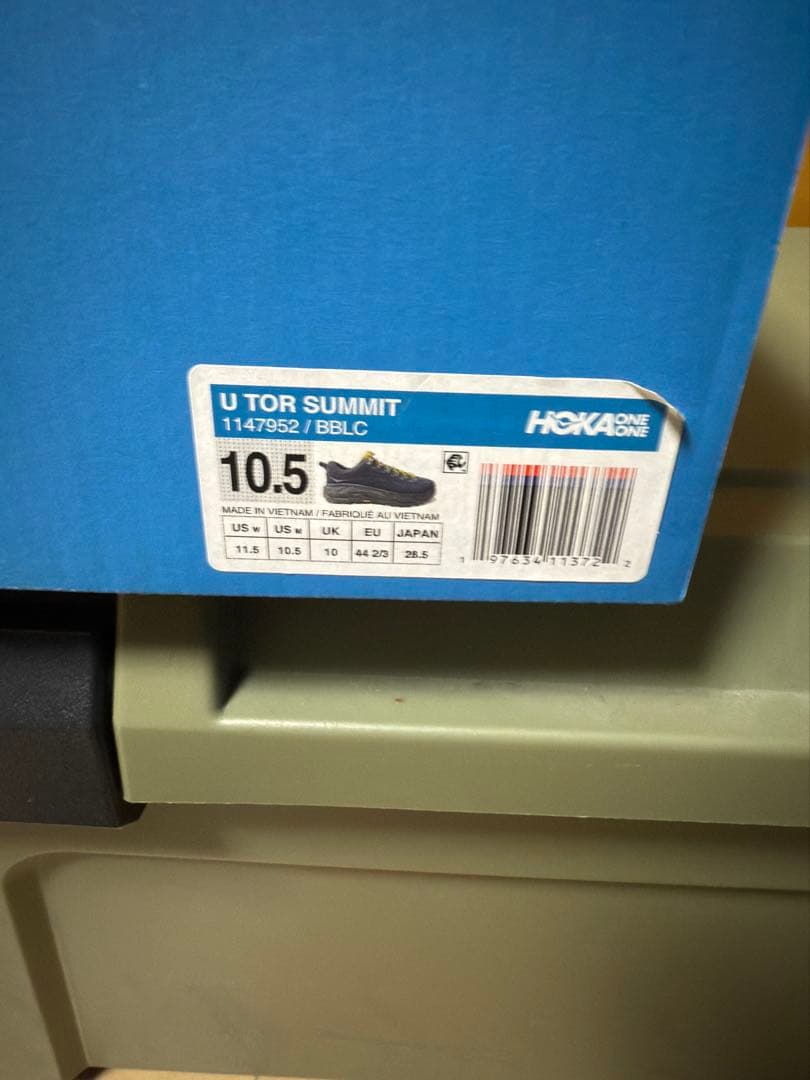 U TOR SUMMIT
1147952 / BBLC
HOKA ONE ONE
10.5
MADE IN VIETNAM / FABRIQUÉ AU VIETNAM
US W US M UK EU JAPAN
11.5 10.5 10 44 2/3 28.5
1 97634 11372 2